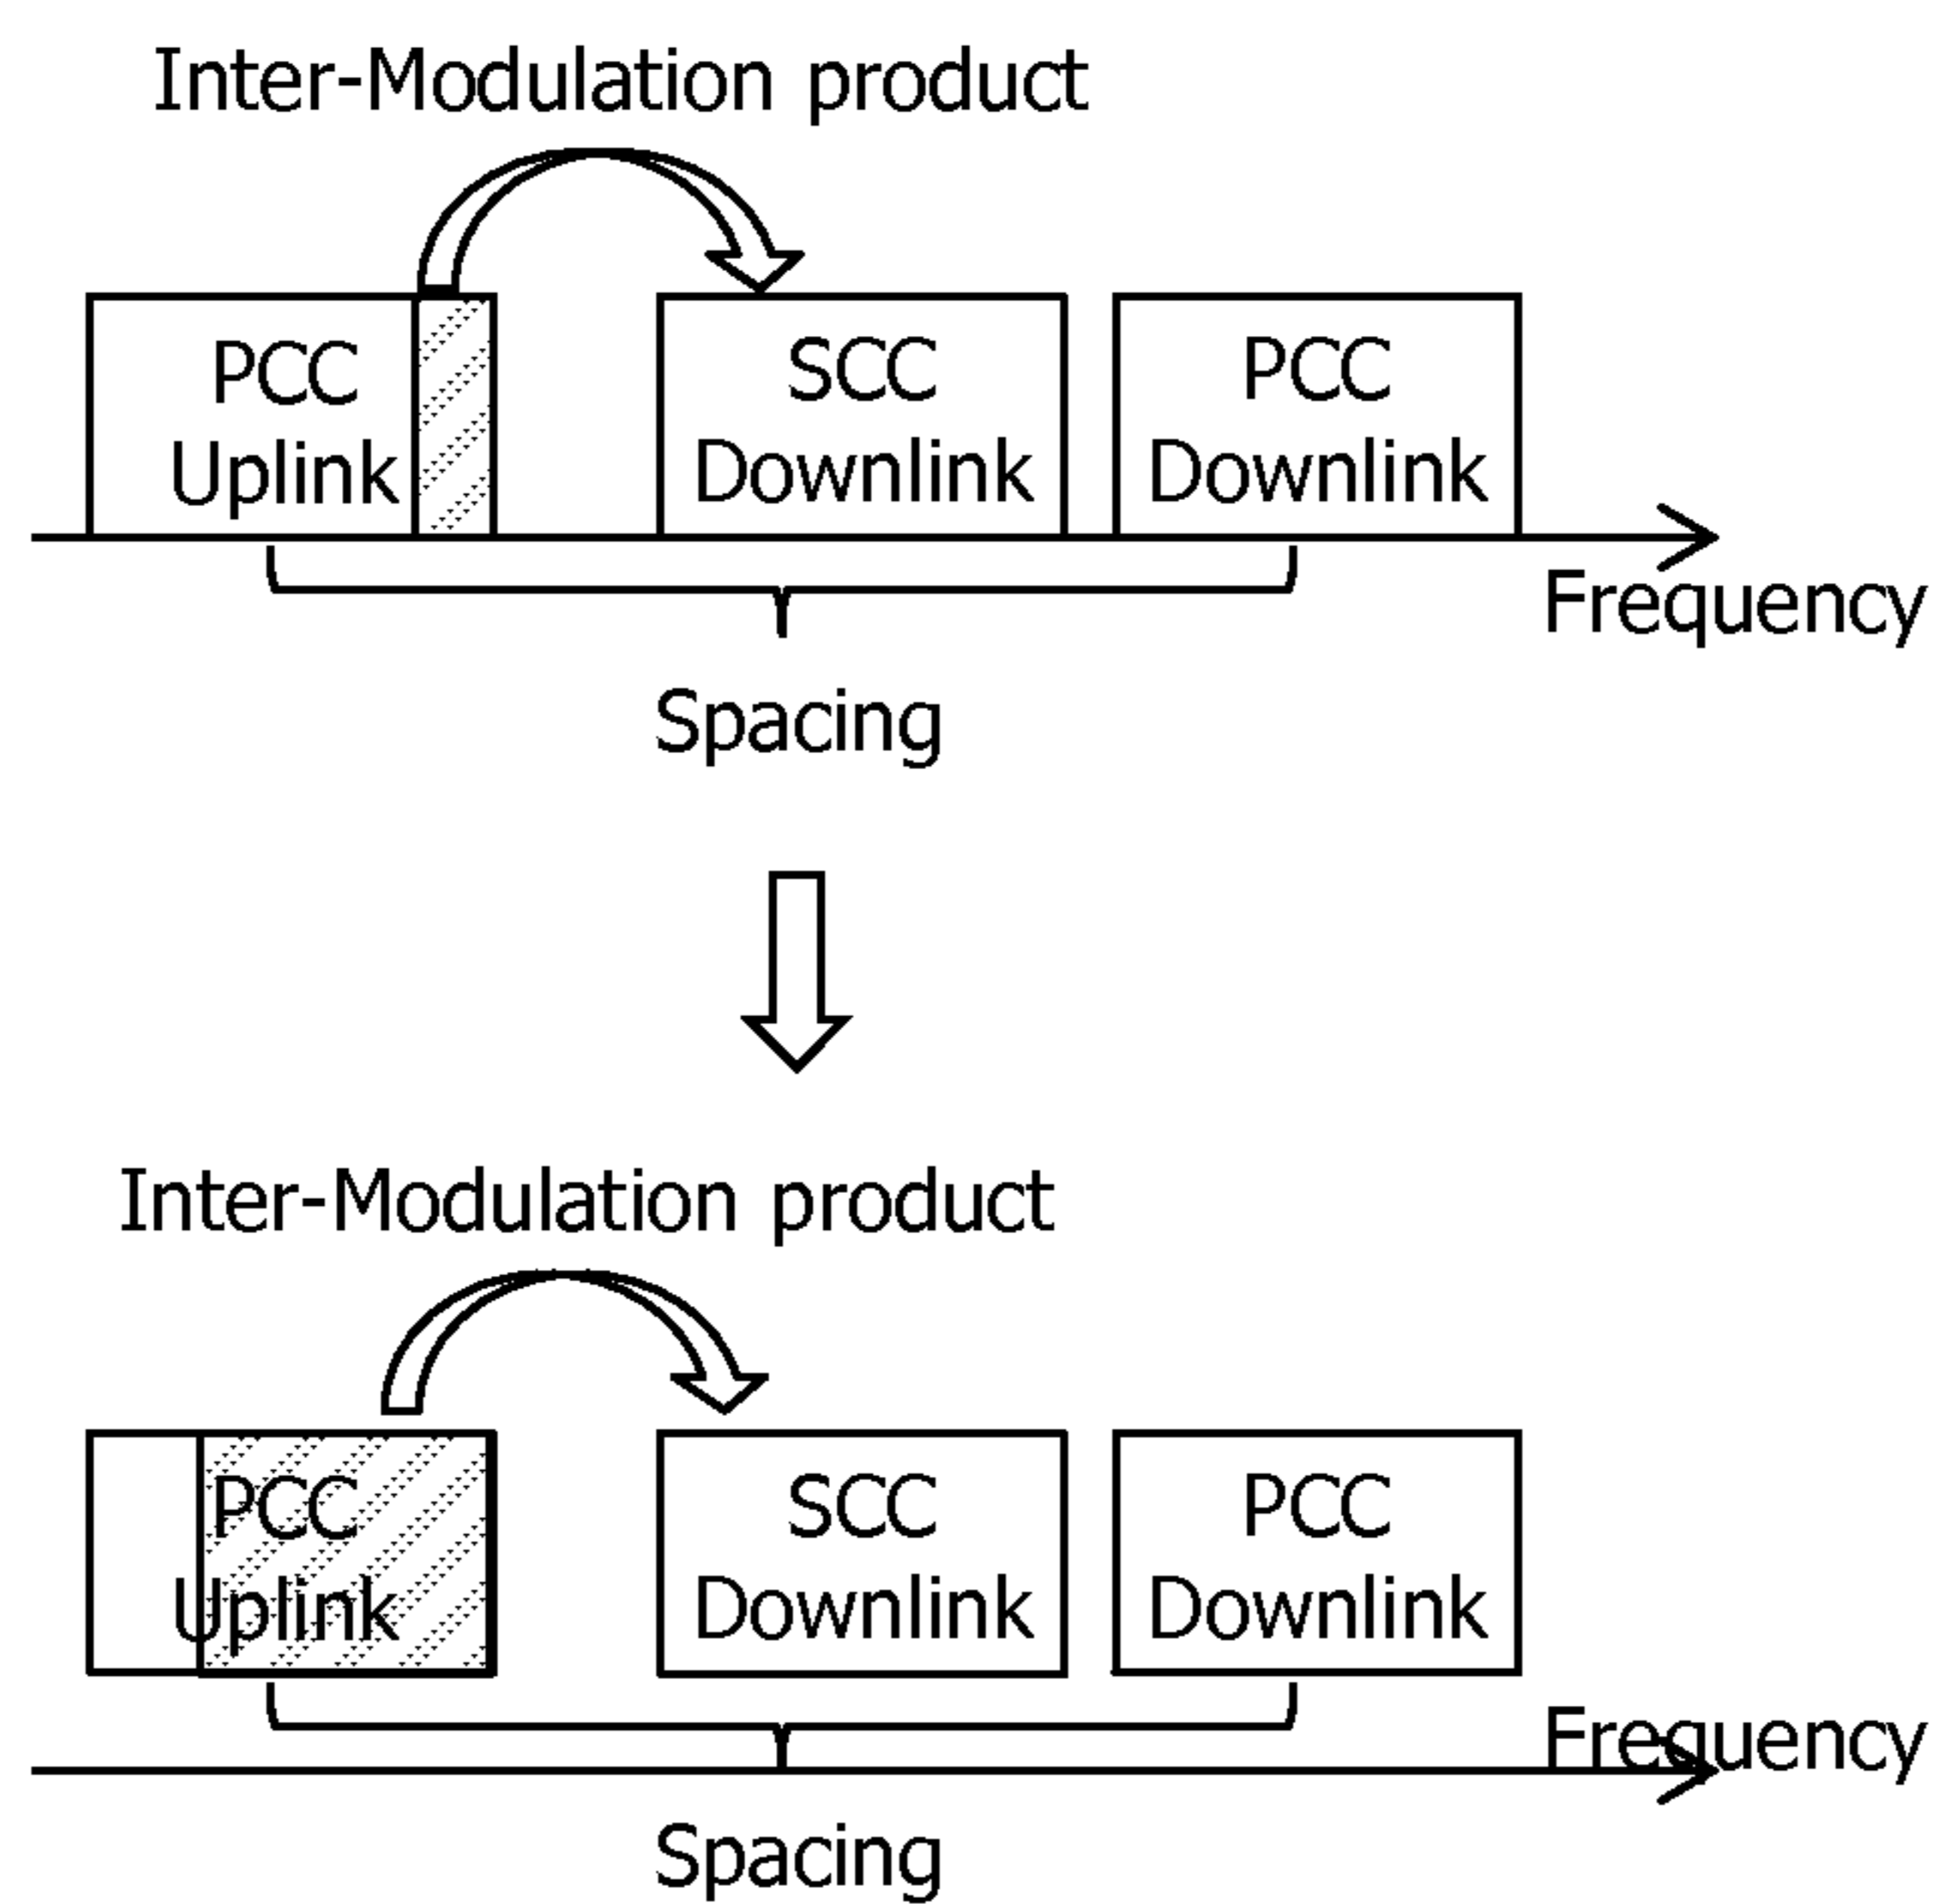 Inter-Modulation product
PCC
Uplink
SCC
Downlink
PCC
Downlink
Frequency
Spacing
Inter-Modulation product
PCC
Uplink
SCC
Downlink
PCC
Downlink
Frequency
Spacing